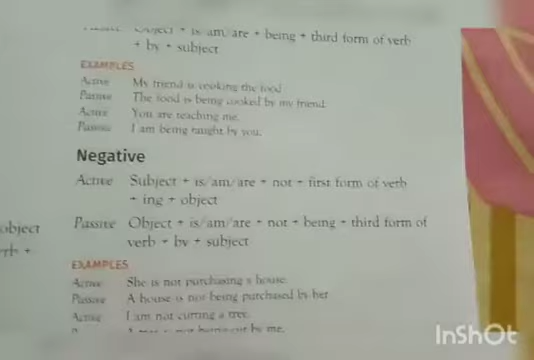 Object + is/am/are + being + third form of verb
+ by + subject
EXAMPLES
Active My friend is cooking the food
Passive The food is being cooked by my friend.
Active You are teaching me.
Passive I am being taught by you.
Negative
Active Subject + is/am/are + not + first form of verb
+ ing + object
object
Passive Object + is/am/are + not + being + third form of
+
verb + by + subject
EXAMPLES
Active She is not purchasing a house.
Passive A house is not being purchased by her
Active I am not cutting a tree.
by me.
InShOt